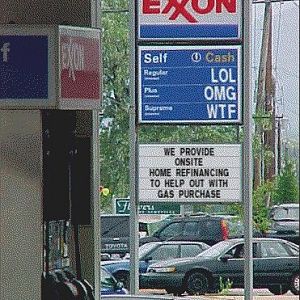 EXXON
f
EXXON
Self Cash
Regular LOL
Plus OMG
Supreme WTF
WE PROVIDE
ONSITE
HOME REFINANCING
TO HELP OUT WITH
GAS PURCHASE
TOYOTA